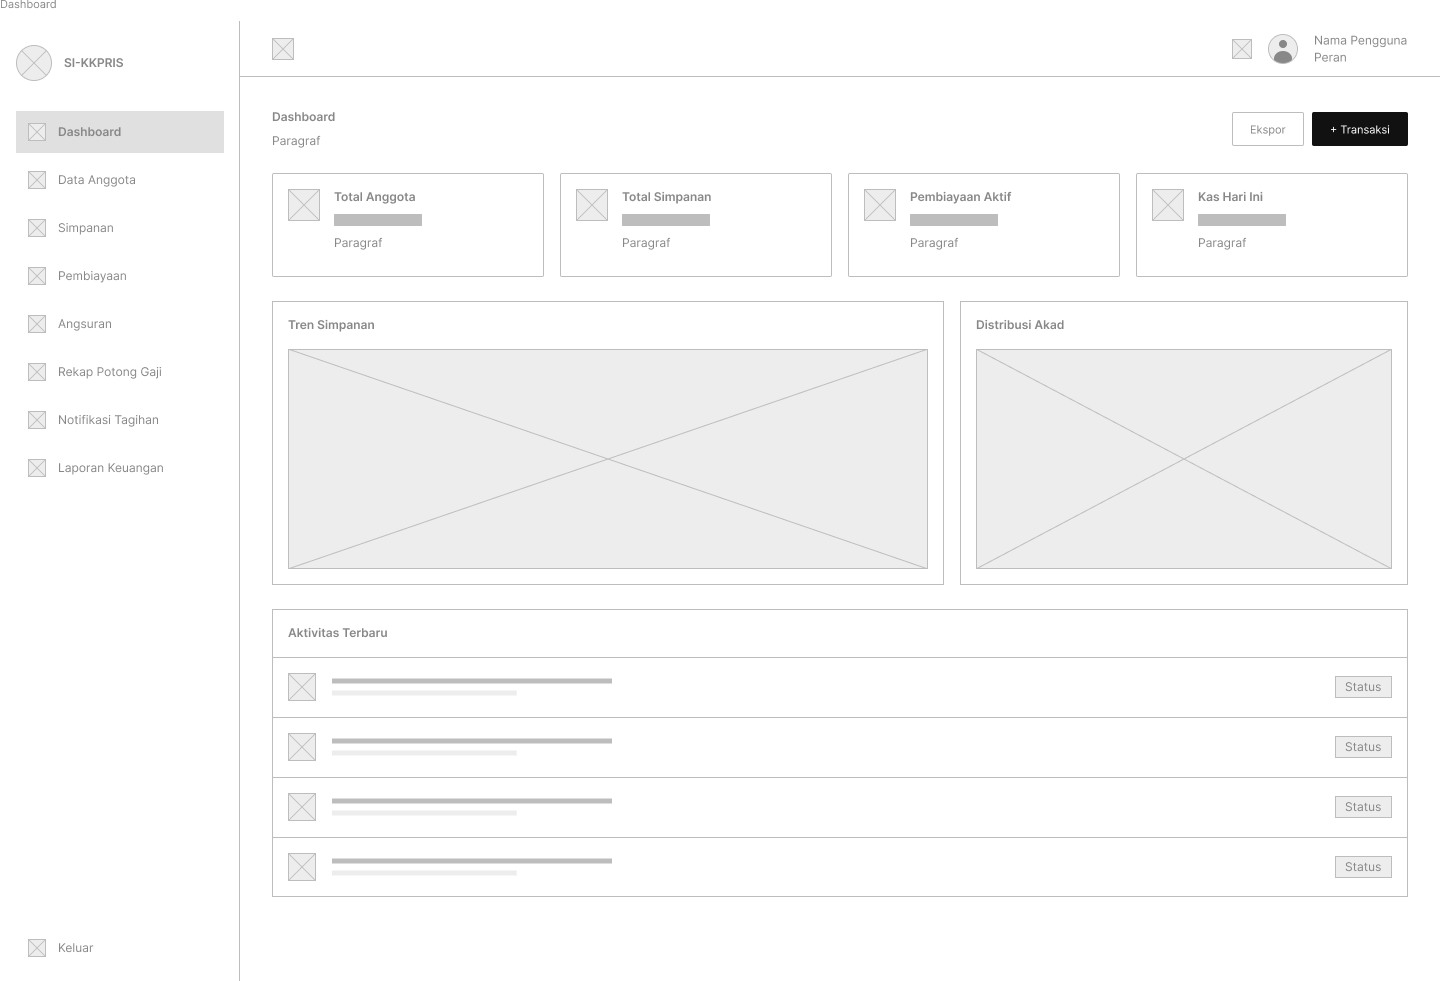 Dashboard
SI-KKPRIS
Dashboard
Data Anggota
Simpanan
Pembiayaan
Angsuran
Rekap Potong Gaji
Notifikasi Tagihan
Laporan Keuangan
Keluar
Nama Pengguna
Peran
Dashboard
Paragraf
Ekspor
+ Transaksi
Total Anggota
Paragraf
Total Simpanan
Paragraf
Pembiayaan Aktif
Paragraf
Kas Hari Ini
Paragraf
Tren Simpanan
Distribusi Akad
Aktivitas Terbaru
Status
Status
Status
Status